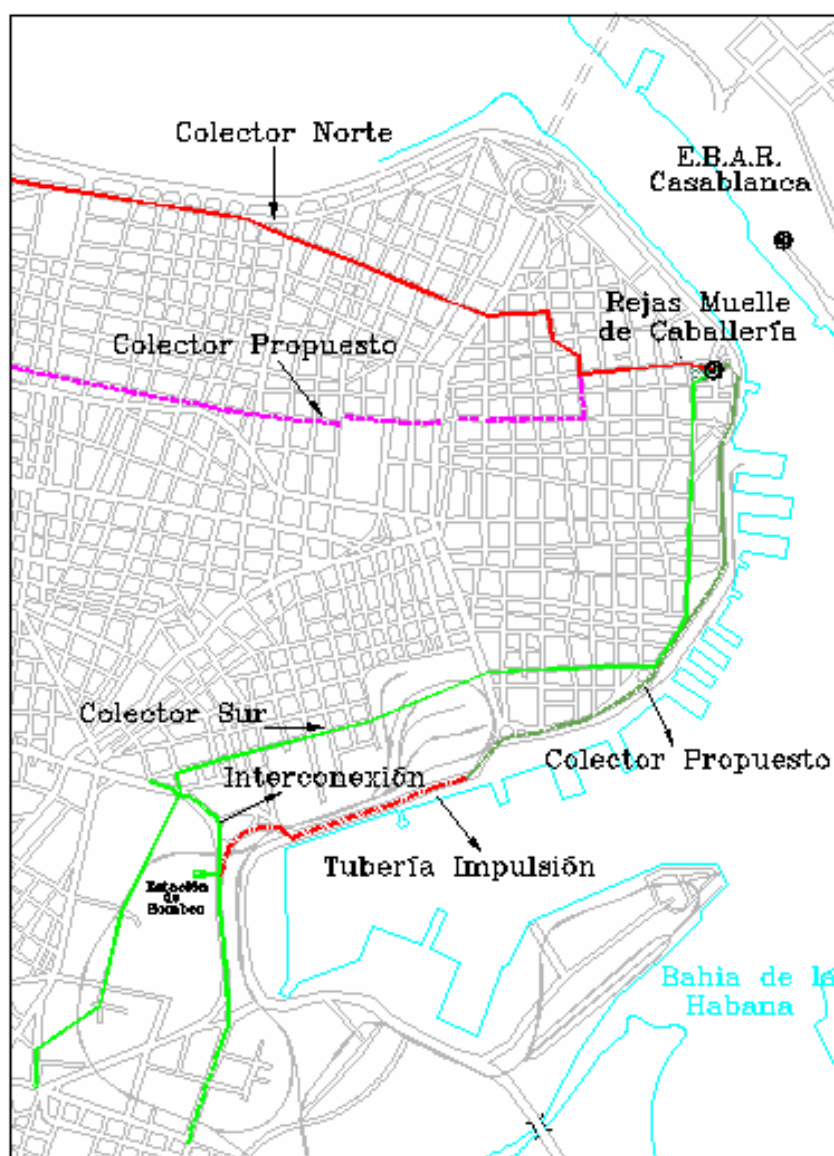 Colector Norte
E.B.A.R.
Casablanca
Rejas Muelle
de Caballería
Colector Propuesto
Colector Sur
Colector Propuesto
Interconexión
Tubería Impulsión
Estación
de
Bombeo
Bahia de la
Habana